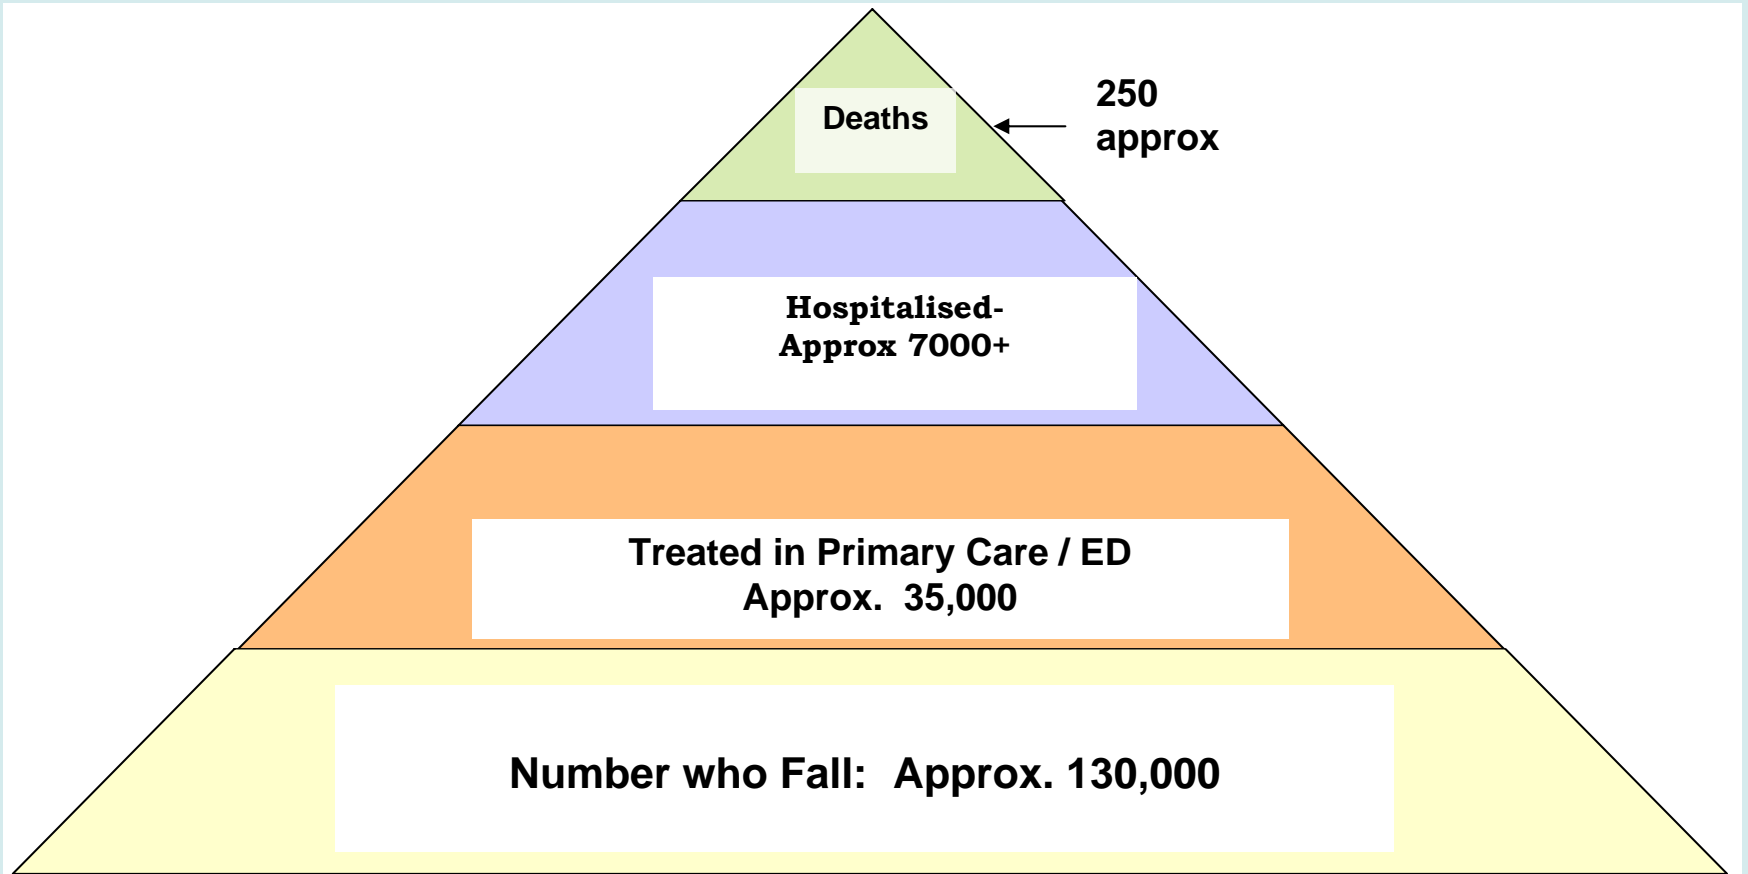 Deaths
250
approx
Hospitalised-
Approx 7000+
Treated in Primary Care / ED
Approx.  35,000
Number who Fall:  Approx. 130,000